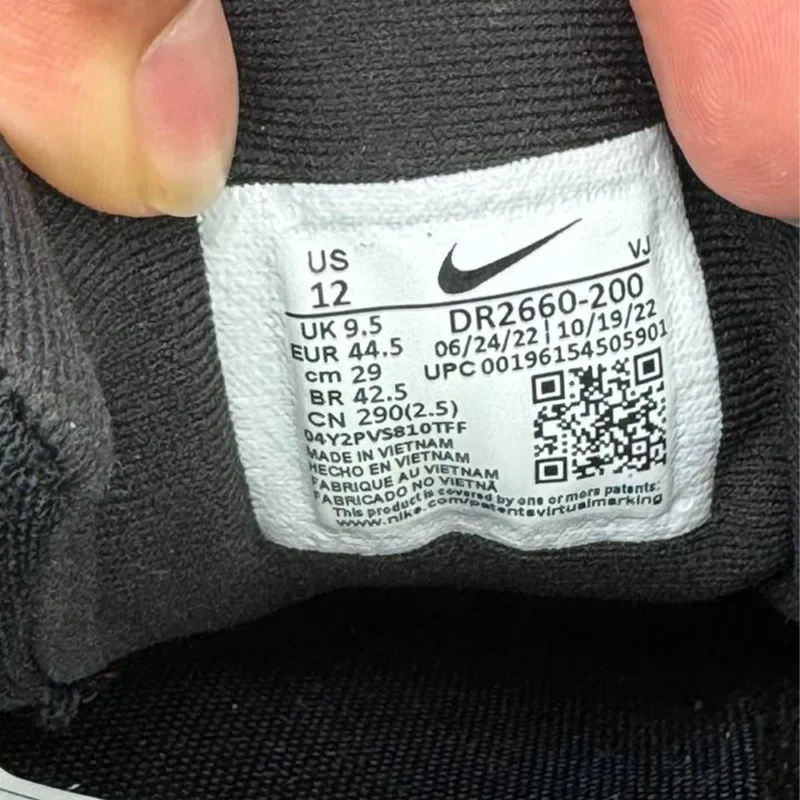 US
12
VJ
UK 9.5
EUR 44.5
cm 29
BR 42.5
CN 290(2.5)
04Y2PVS810TFF
DR2660-200
06/24/22 | 10/19/22
UPC 00196154505901
MADE IN VIETNAM
HECHO EN VIETNAM
FABRIQUE AU VIETNAM
FABRICADO NO VIETNÃ
This product is covered by one or more patents:
www.nike.com/patentsvirtualmarking